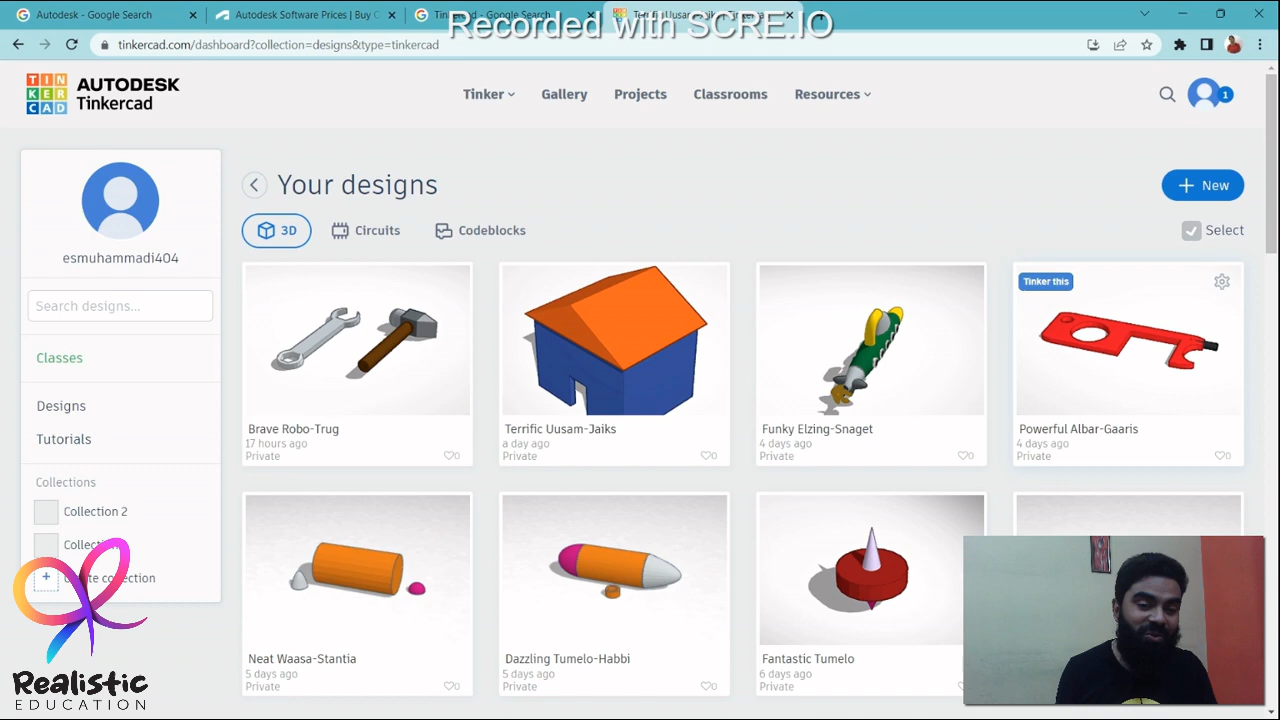 Autodesk - Google Search
Autodesk Software Prices | Buy
Google Search
Recorded with SCRE.IO
tinkercad.com/dashboard?collection=designs&type=tinkercad
TIN
KER
CAD
AUTODESK
Tinkercad
Tinker
Gallery
Projects
Classrooms
Resources
1
esmuhammadi404
Search designs...
Classes
Designs
Tutorials
Collections
Collection 2
collection
Your designs
+ New
3D
Circuits
Codeblocks
Select
Brave Robo-Trug
17 hours ago
Private
0
Terrific Uusam-Jaiks
a day ago
Private
0
Funky Elzing-Snaget
4 days ago
Private
0
Tinker this
Powerful Albar-Gaaris
4 days ago
Private
0
Neat Waasa-Stantia
5 days ago
Private
0
Dazzling Tumelo-Habbi
5 days ago
Private
0
Fantastic Tumelo
6 days ago
Private
Realistic
EDUCATION